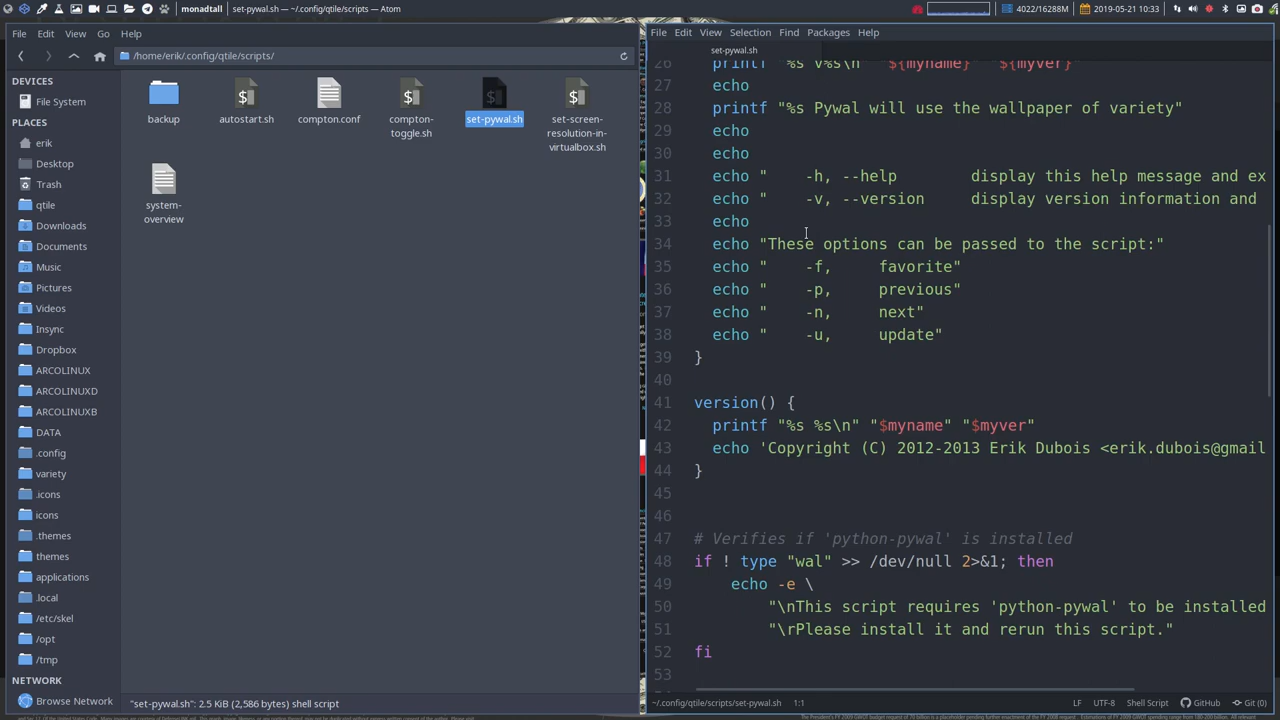 monadtall
set-pywal.sh — ~/.config/qtile/scripts — Atom
4022/16288M
2019-05-21 10:33
File Edit View Go Help
/home/erik/.config/qtile/scripts/
DEVICES
File System
PLACES
erik
Desktop
Trash
qtile
Downloads
Documents
Music
Pictures
Videos
Insync
Dropbox
ARCOLINUX
ARCOLINUXD
ARCOLINUXB
DATA
.config
variety
.icons
icons
.themes
themes
applications
.local
/etc/skel
/opt
/tmp
NETWORK
Browse Network
backup
autostart.sh
compton.conf
compton-
toggle.sh
set-pywal.sh
set-screen-
resolution-in-
virtualbox.sh
system-
overview
"set-pywal.sh": 2.5 KiB (2,586 bytes) shell script
File Edit View Selection Find Packages Help
set-pywal.sh
26 printf "%s v%s\n" "${myname}" "${myver}"
27 echo
28 printf "%s Pywal will use the wallpaper of variety"
29 echo
30 echo
31 echo " -h, --help display this help message and ex
32 echo " -v, --version display version information and
33 echo
34 echo "These options can be passed to the script:"
35 echo " -f, favorite"
36 echo " -p, previous"
37 echo " -n, next"
38 echo " -u, update"
39 }
40
41 version() {
42 printf "%s %s\n" "$myname" "$myver"
43 echo 'Copyright (C) 2012-2013 Erik Dubois <erik.dubois@gmail
44 }
45
46
47 # Verifies if 'python-pywal' is installed
48 if ! type "wal" >> /dev/null 2>&1; then
49 echo -e \
50 "\nThis script requires 'python-pywal' to be installed
51 "\rPlease install it and rerun this script."
52 fi
53
~/.config/qtile/scripts/set-pywal.sh 1:1
LF UTF-8 Shell Script GitHub Git (0)